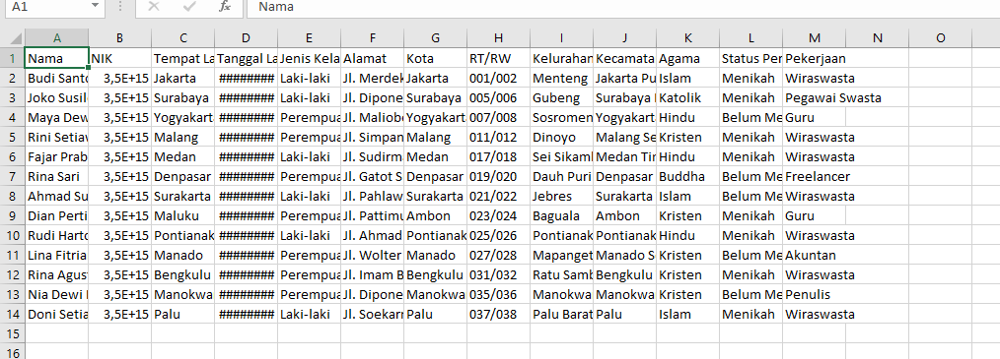 A1 fx Nama
A B C D E F G H I J K L M N O
1 Nama NIK Tempat La Tanggal La Jenis Kela Alamat Kota RT/RW Kelurahan Kecamata Agama Status Per Pekerjaan
2 Budi Santo 3,5E+15 Jakarta ######## Laki-laki Jl. Merdek Jakarta 001/002 Menteng Jakarta Pu Islam Menikah Wiraswasta
3 Joko Susil 3,5E+15 Surabaya ######## Laki-laki Jl. Dipone Surabaya 005/006 Gubeng Surabaya Katolik Menikah Pegawai Swasta
4 Maya Dew 3,5E+15 Yogyakart ######## Perempua Jl. Maliob Yogyakart 007/008 Sosromen Yogyakart Hindu Belum Me Guru
5 Rini Setia 3,5E+15 Malang ######## Perempua Jl. Simpan Malang 011/012 Dinoyo Malang Se Kristen Menikah Wiraswasta
6 Fajar Prab 3,5E+15 Medan ######## Laki-laki Jl. Sudirm Medan 017/018 Sei Sikam Medan Tin Hindu Menikah Wiraswasta
7 Rina Sari 3,5E+15 Denpasar ######## Perempua Jl. Gatot S Denpasar 019/020 Dauh Puri Denpasar Buddha Belum Me Freelancer
8 Ahmad Su 3,5E+15 Surakarta ######## Laki-laki Jl. Pahlaw Surakarta 021/022 Jebres Surakarta Islam Belum Me Wiraswasta
9 Dian Perti 3,5E+15 Maluku ######## Perempua Jl. Pattimu Ambon 023/024 Baguala Ambon Kristen Menikah Guru
10 Rudi Harto 3,5E+15 Pontianak ######## Laki-laki Jl. Ahmad Pontianak 025/026 Pontianak Pontianak Hindu Menikah Wiraswasta
11 Lina Fitria 3,5E+15 Manado ######## Perempua Jl. Wolter Manado 027/028 Mapanget Manado S Kristen Belum Me Akuntan
12 Rina Agus 3,5E+15 Bengkulu ######## Perempua Jl. Imam B Bengkulu 031/032 Ratu Samb Bengkulu Kristen Menikah Wiraswasta
13 Nia Dewi 3,5E+15 Manokwa ######## Perempua Jl. Dipone Manokwa 035/036 Manokwa Manokwa Kristen Belum Me Penulis
14 Doni Setia 3,5E+15 Palu ######## Laki-laki Jl. Soekarn Palu 037/038 Palu Barat Palu Islam Menikah Wiraswasta
15
16